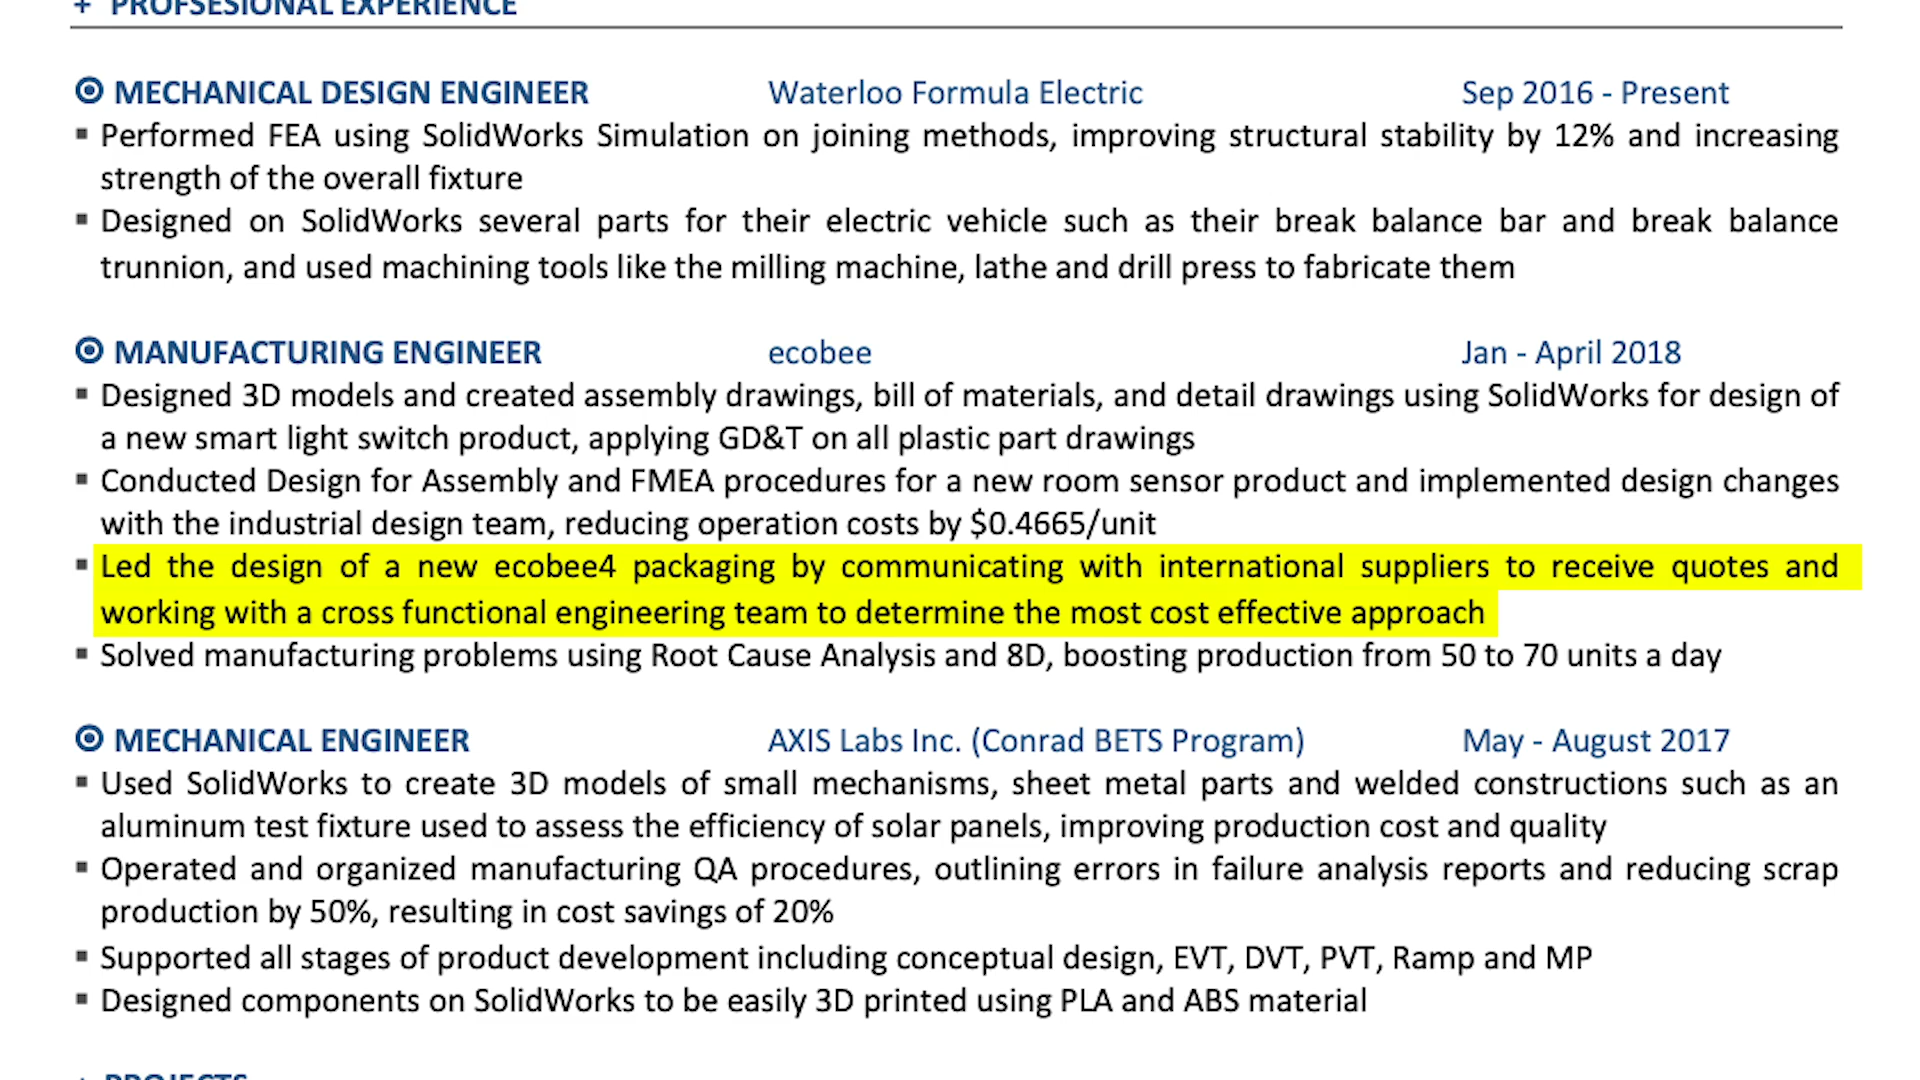 + PROFSESIONAL EXPERIENCE
MECHANICAL DESIGN ENGINEER Waterloo Formula Electric Sep 2016 - Present
▪ Performed FEA using SolidWorks Simulation on joining methods, improving structural stability by 12% and increasing
strength of the overall fixture
▪ Designed on SolidWorks several parts for their electric vehicle such as their break balance bar and break balance
trunnion, and used machining tools like the milling machine, lathe and drill press to fabricate them
MANUFACTURING ENGINEER ecobee Jan - April 2018
▪ Designed 3D models and created assembly drawings, bill of materials, and detail drawings using SolidWorks for design of
a new smart light switch product, applying GD&T on all plastic part drawings
▪ Conducted Design for Assembly and FMEA procedures for a new room sensor product and implemented design changes
with the industrial design team, reducing operation costs by $0.4665/unit
▪ Led the design of a new ecobee4 packaging by communicating with international suppliers to receive quotes and
working with a cross functional engineering team to determine the most cost effective approach
▪ Solved manufacturing problems using Root Cause Analysis and 8D, boosting production from 50 to 70 units a day
MECHANICAL ENGINEER AXIS Labs Inc. (Conrad BETS Program) May - August 2017
▪ Used SolidWorks to create 3D models of small mechanisms, sheet metal parts and welded constructions such as an
aluminum test fixture used to assess the efficiency of solar panels, improving production cost and quality
▪ Operated and organized manufacturing QA procedures, outlining errors in failure analysis reports and reducing scrap
production by 50%, resulting in cost savings of 20%
▪ Supported all stages of product development including conceptual design, EVT, DVT, PVT, Ramp and MP
▪ Designed components on SolidWorks to be easily 3D printed using PLA and ABS material
+ PROJECTS